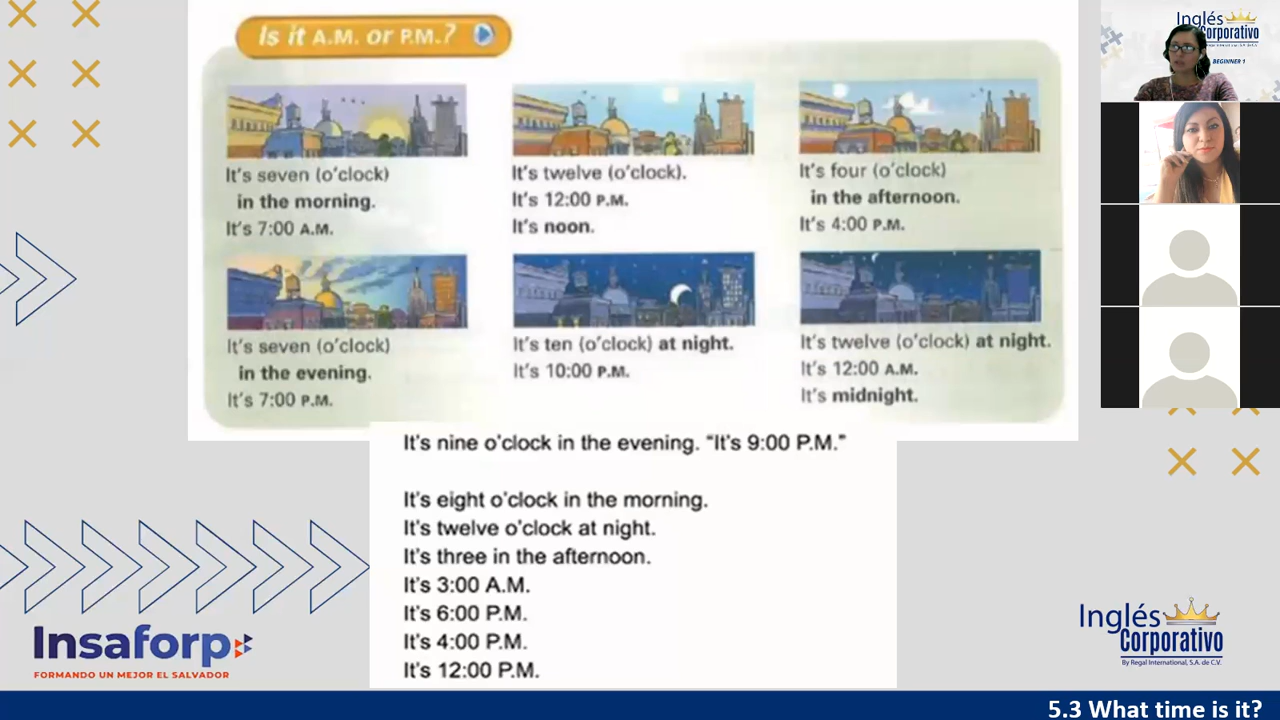 Is it A.M. or P.M.?
It's seven (o'clock)
in the morning.
It's 7:00 A.M.
It's twelve (o'clock).
It's 12:00 P.M.
It's noon.
It's four (o'clock)
in the afternoon.
It's 4:00 P.M.
It's seven (o'clock)
in the evening.
It's 7:00 P.M.
It's ten (o'clock) at night.
It's 10:00 P.M.
It's twelve (o'clock) at night.
It's 12:00 A.M.
It's midnight.
It's nine o'clock in the evening. “It's 9:00 P.M.”
It's eight o'clock in the morning.
It's twelve o'clock at night.
It's three in the afternoon.
It's 3:00 A.M.
It's 6:00 P.M.
It's 4:00 P.M.
It's 12:00 P.M.
Inglés
Corporativo
BEGINNER 1
Insaforp
FORMANDO UN MEJOR EL SALVADOR
Inglés
Corporativo
By Regal International, S.A. de C.V.
5.3 What time is it?